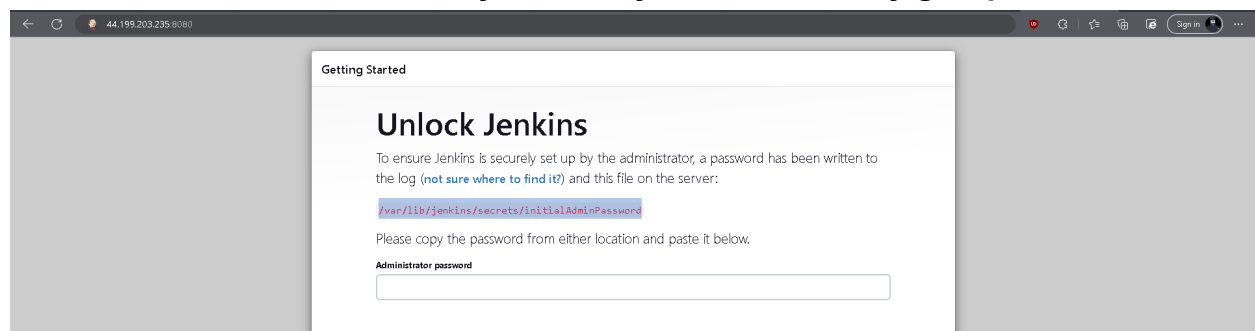 44.199.203.235:8080
Sign in
Getting Started
Unlock Jenkins
To ensure Jenkins is securely set up by the administrator, a password has been written to
the log (not sure where to find it?) and this file on the server:
/var/lib/jenkins/secrets/initialAdminPassword
Please copy the password from either location and paste it below.
Administrator password